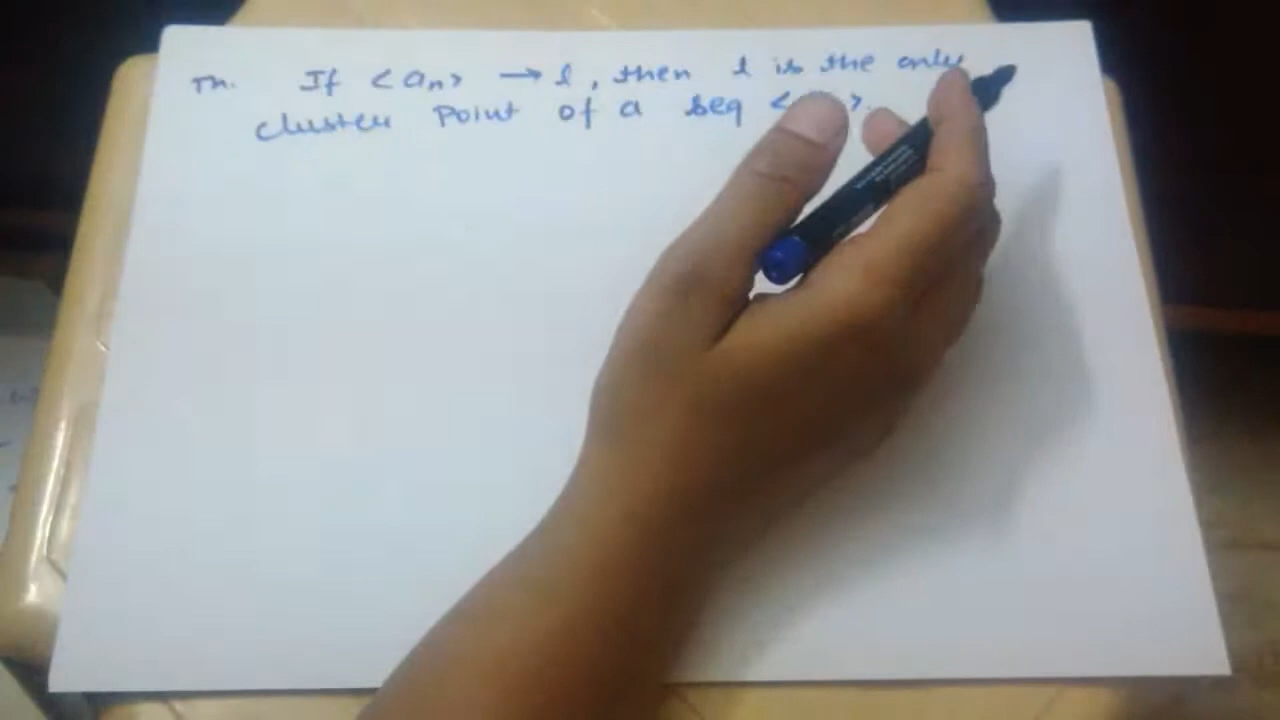 Th. If <an> → l, then l is the only
cluster point of a seq < >.